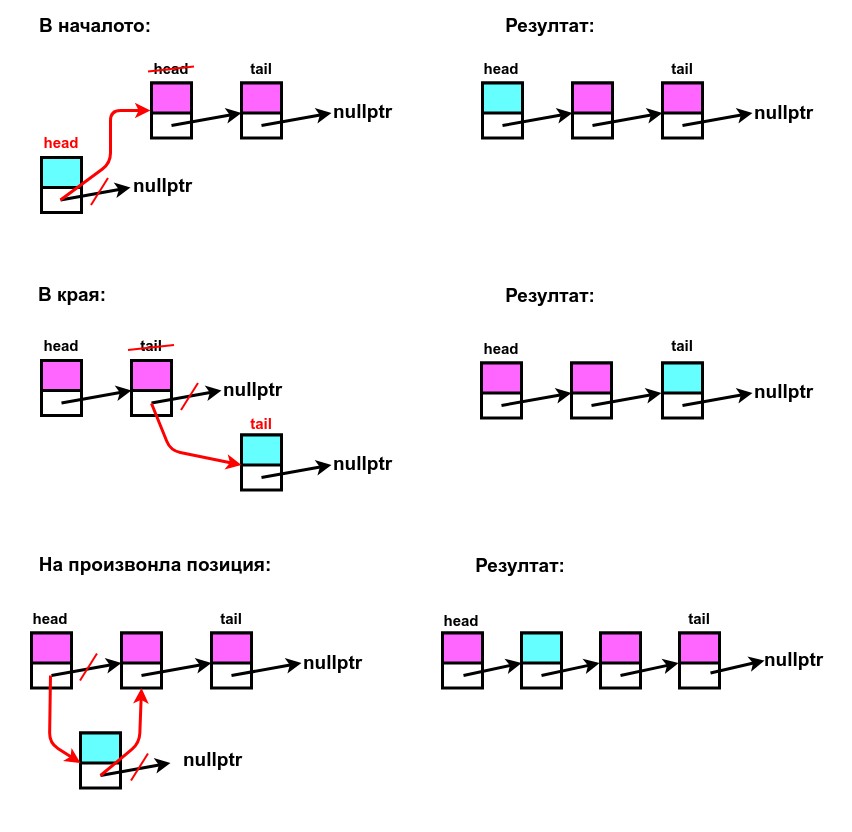 В началото:
Резултат:
head
tail
nullptr
head
nullptr
head
tail
nullptr
В края:
Резултат:
head
tail
nullptr
tail
nullptr
head
tail
nullptr
На произвонла позиция:
Резултат:
head
tail
nullptr
nullptr
head
tail
nullptr